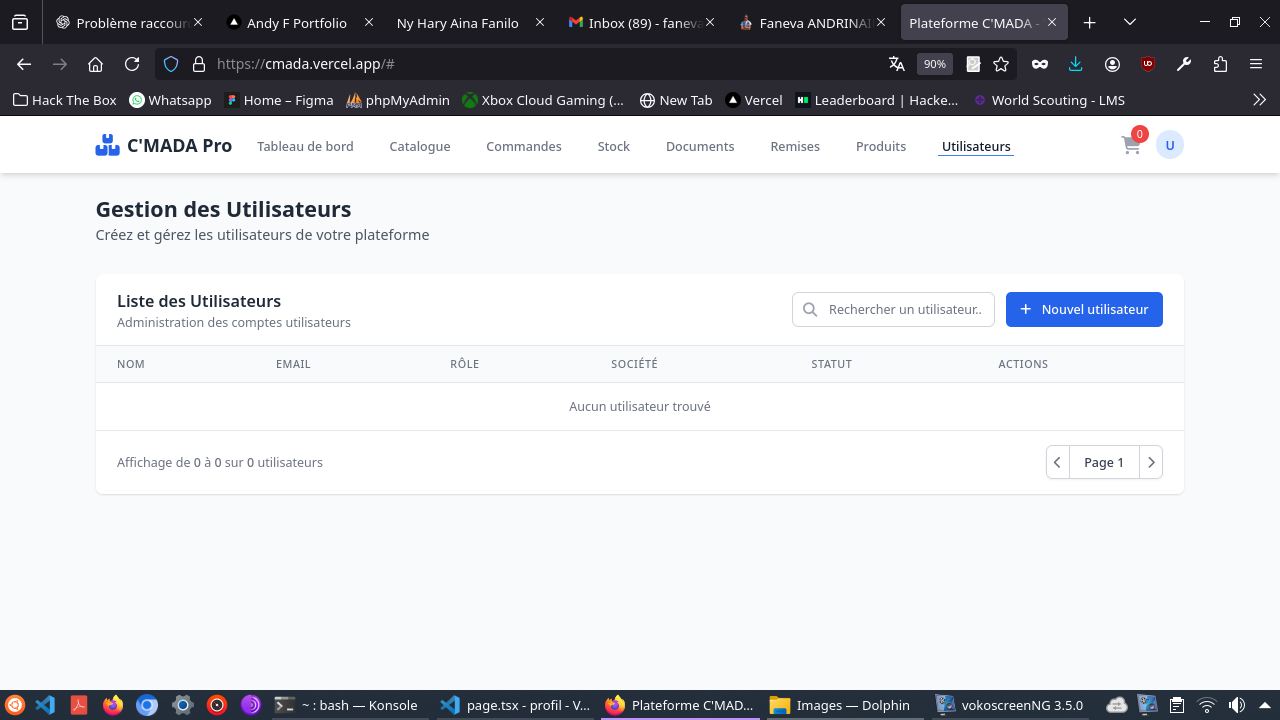 Problème raccour
Andy F Portfolio
Ny Hary Aina Fanilo
Inbox (89) - faneva
Faneva ANDRINAI
Plateforme C'MADA -
https://cmada.vercel.app/#
90%
Hack The Box
Whatsapp
Home – Figma
phpMyAdmin
Xbox Cloud Gaming (...
New Tab
Vercel
Leaderboard | Hacke...
World Scouting - LMS
C'MADA Pro
Tableau de bord
Catalogue
Commandes
Stock
Documents
Remises
Produits
Utilisateurs
0
U
Gestion des Utilisateurs
Créez et gérez les utilisateurs de votre plateforme
Liste des Utilisateurs
Administration des comptes utilisateurs
Rechercher un utilisateur..
Nouvel utilisateur
NOM
EMAIL
RÔLE
SOCIÉTÉ
STATUT
ACTIONS
Aucun utilisateur trouvé
Affichage de 0 à 0 sur 0 utilisateurs
Page 1
~ : bash — Konsole
page.tsx - profil - V...
Plateforme C'MAD...
Images — Dolphin
vokoscreenNG 3.5.0